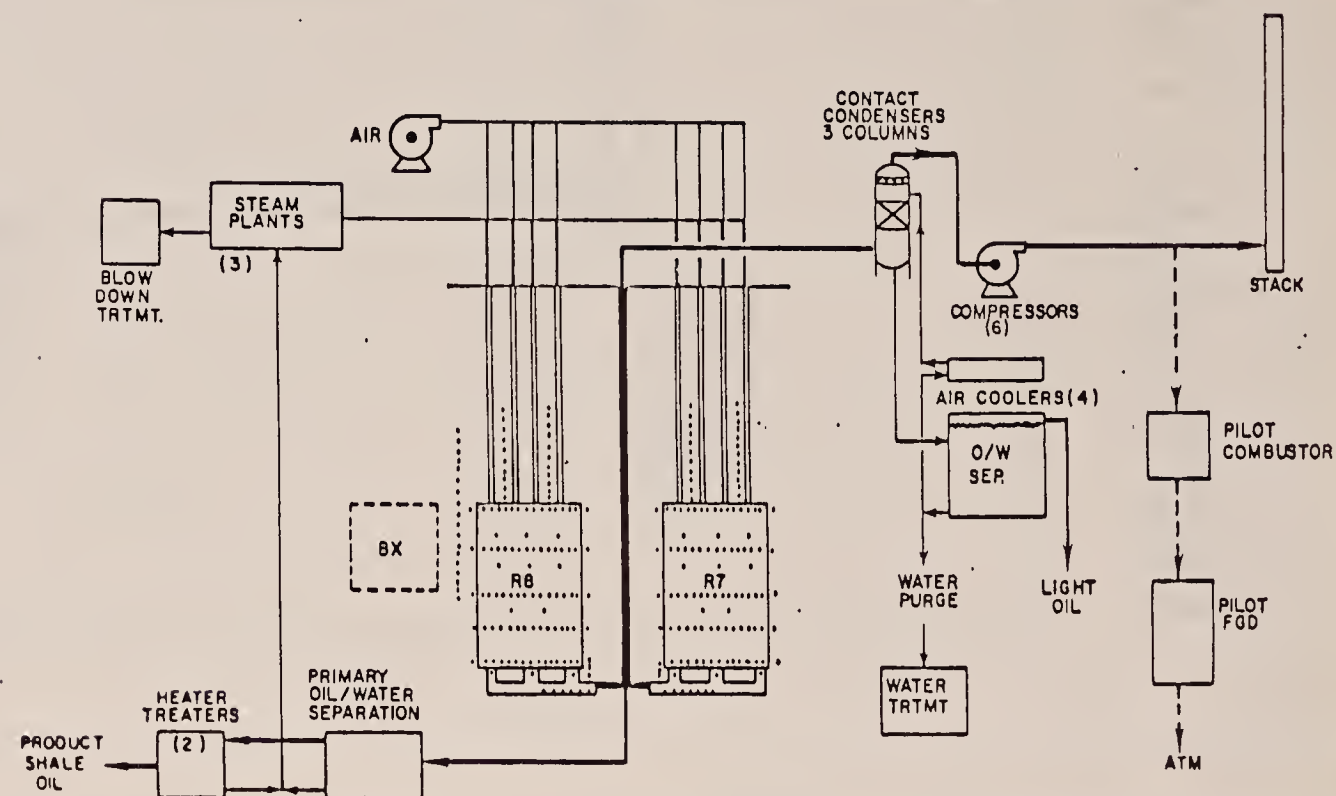 CONTACT
CONDENSERS
3 COLUMNS
AIR
STEAM
PLANTS
(3)
BLOW
DOWN
TRTMT.
STACK
COMPRESSORS
(6)
AIR COOLERS (4)
O/W
SEP.
PILOT
COMBUSTOR
8X
R8
R7
WATER
PURGE
LIGHT
OIL
PILOT
FGD
WATER
TRTMT
ATM
PRIMARY
OIL/WATER
SEPARATION
HEATER
TREATERS
(2)
PRODUCT
SHALE
OIL